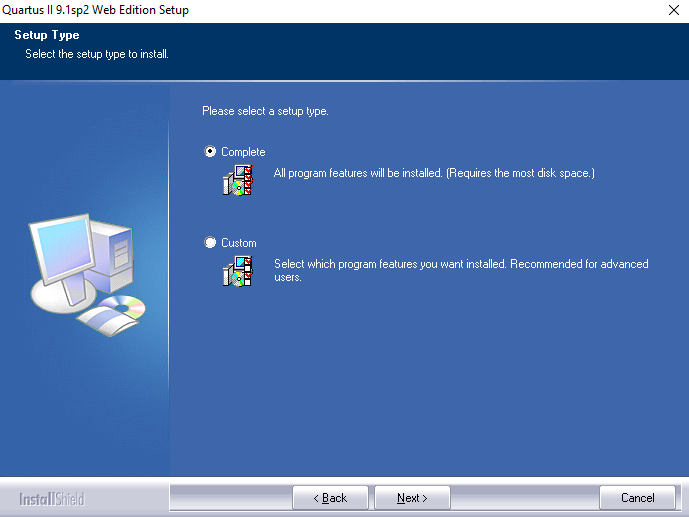 Quartus II 9.1sp2 Web Edition Setup
Setup Type
Select the setup type to install.
Please select a setup type.
Complete
All program features will be installed. (Requires the most disk space.)
Custom
Select which program features you want installed. Recommended for advanced
users.
InstallShield
< Back
Next >
Cancel